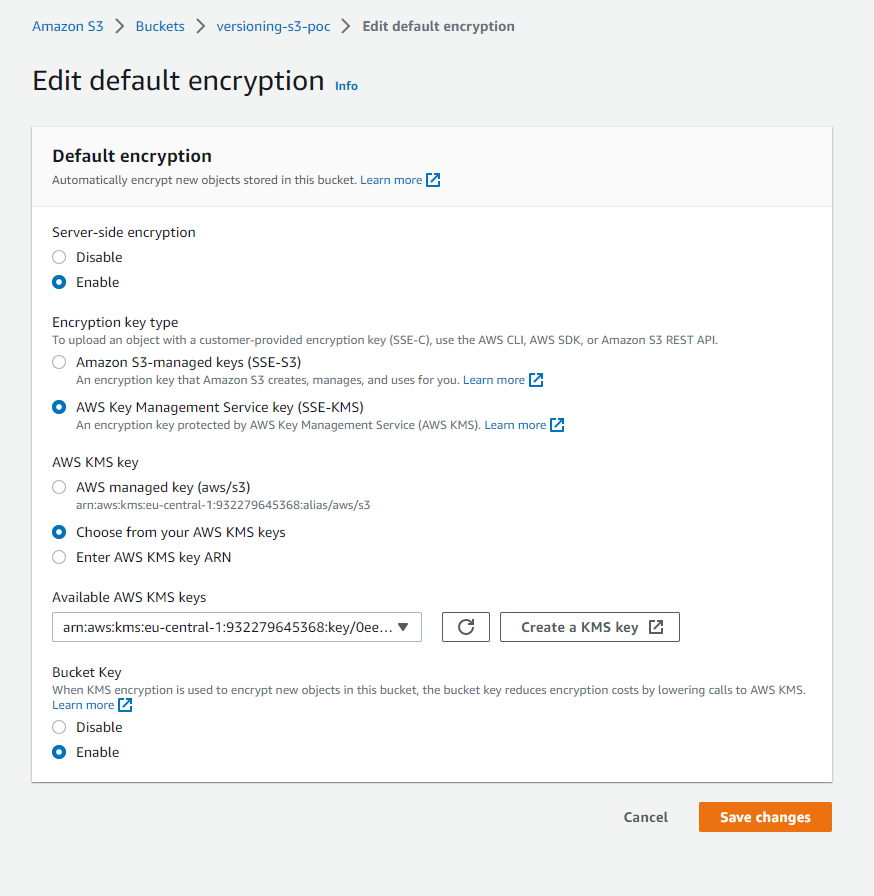 Amazon S3 > Buckets > versioning-s3-poc > Edit default encryption
Edit default encryption Info
Default encryption
Automatically encrypt new objects stored in this bucket. Learn more
Server-side encryption
Disable
Enable
Encryption key type
To upload an object with a customer-provided encryption key (SSE-C), use the AWS CLI, AWS SDK, or Amazon S3 REST API.
Amazon S3-managed keys (SSE-S3)
An encryption key that Amazon S3 creates, manages, and uses for you. Learn more
AWS Key Management Service key (SSE-KMS)
An encryption key protected by AWS Key Management Service (AWS KMS). Learn more
AWS KMS key
AWS managed key (aws/s3)
arn:aws:kms:eu-central-1:932279645368:alias/aws/s3
Choose from your AWS KMS keys
Enter AWS KMS key ARN
Available AWS KMS keys
arn:aws:kms:eu-central-1:932279645368:key/0ee...
Create a KMS key
Bucket Key
When KMS encryption is used to encrypt new objects in this bucket, the bucket key reduces encryption costs by lowering calls to AWS KMS.
Learn more
Disable
Enable
Cancel
Save changes